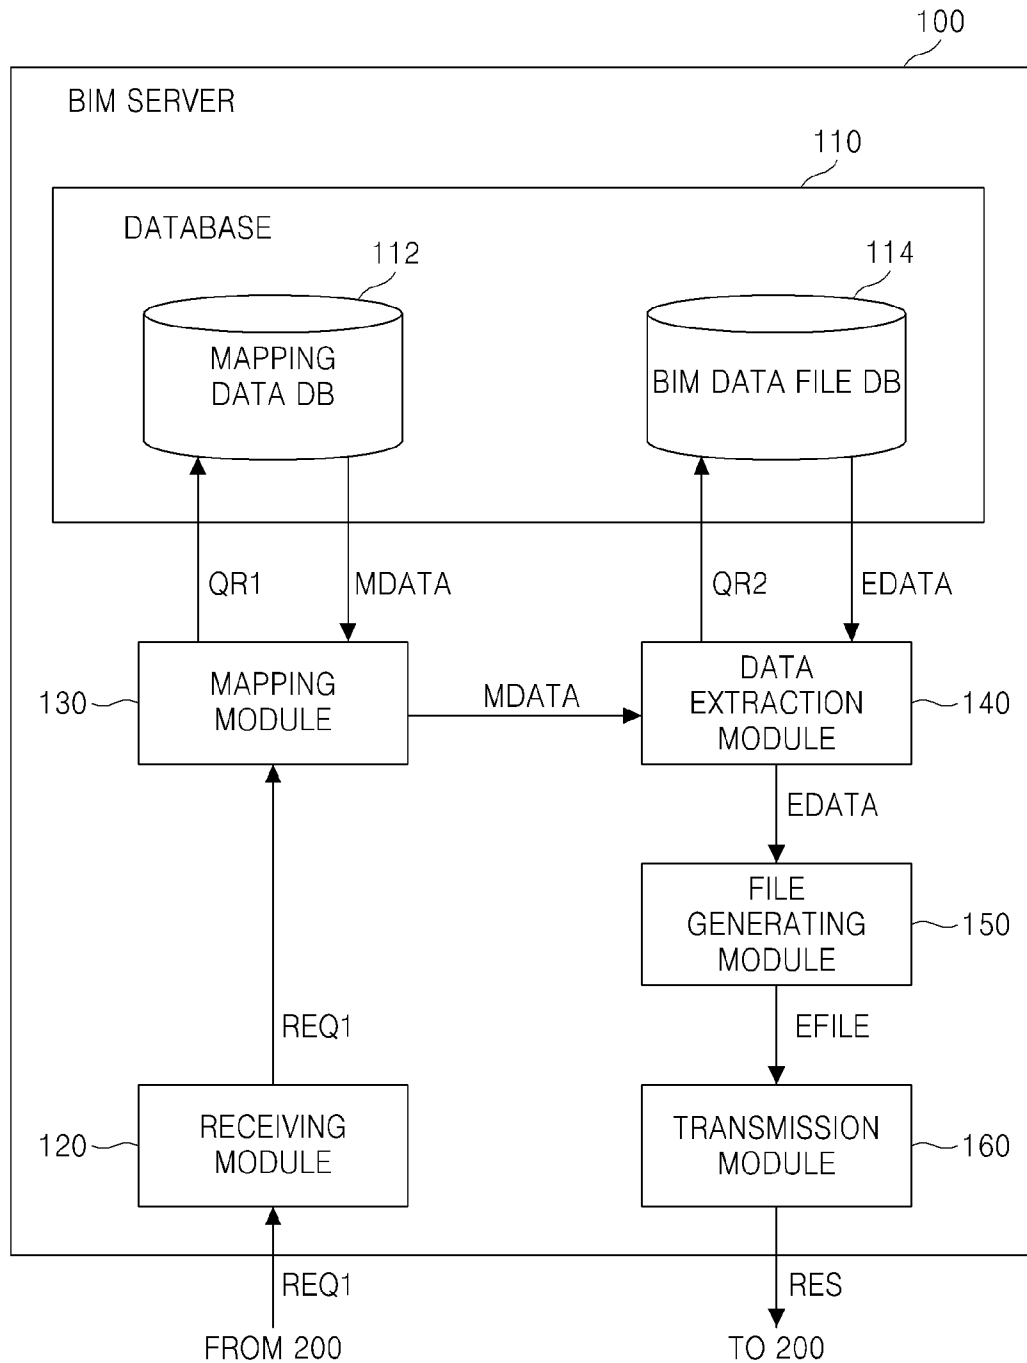 100
BIM SERVER
110
DATABASE
112
114
MAPPING
DATA DB
BIM DATA FILE DB
QR1
MDATA
QR2
EDATA
130
MAPPING
MODULE
MDATA
DATA
EXTRACTION
MODULE
140
EDATA
FILE
GENERATING
MODULE
150
REQ1
EFILE
120
RECEIVING
MODULE
TRANSMISSION
MODULE
160
REQ1
RES
FROM 200
TO 200